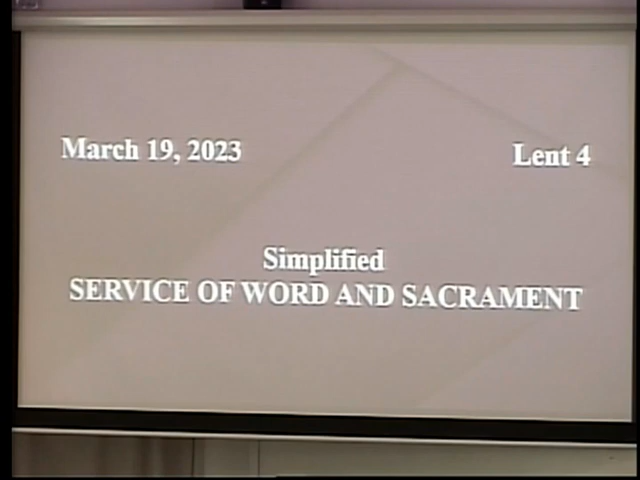 March 19, 2023 Lent 4
Simplified
SERVICE OF WORD AND SACRAMENT